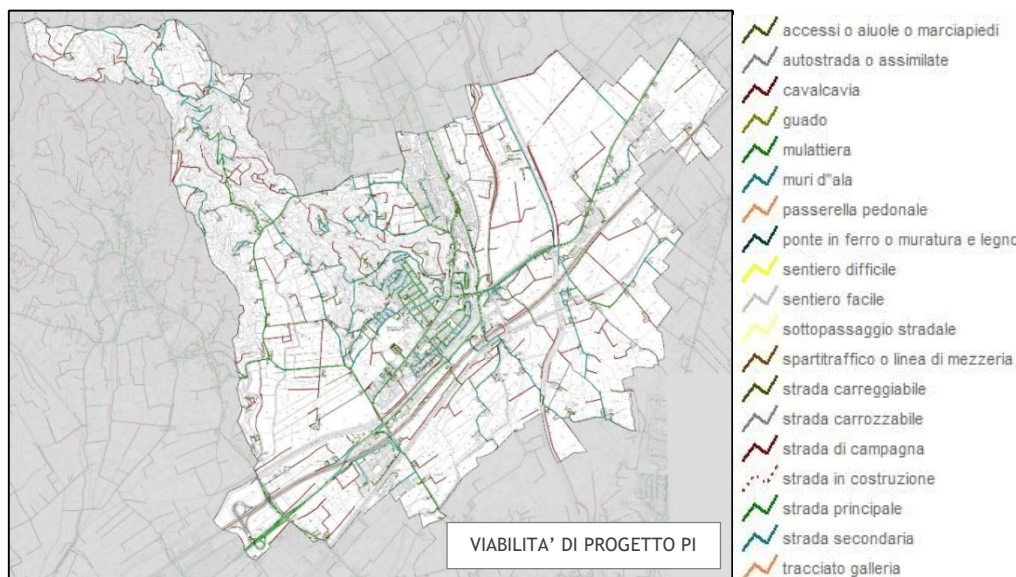 VIABILITA' DI PROGETTO PI
accessi o aiuole o marciapiedi
autostrada o assimilate
cavalcavia
guado
mulattiera
muri d"ala
passerella pedonale
ponte in ferro o muratura e legno
sentiero difficile
sentiero facile
sottopassaggio stradale
spartitraffico o linea di mezzeria
strada carreggiabile
strada carrozzabile
strada di campagna
strada in costruzione
strada principale
strada secondaria
tracciato galleria